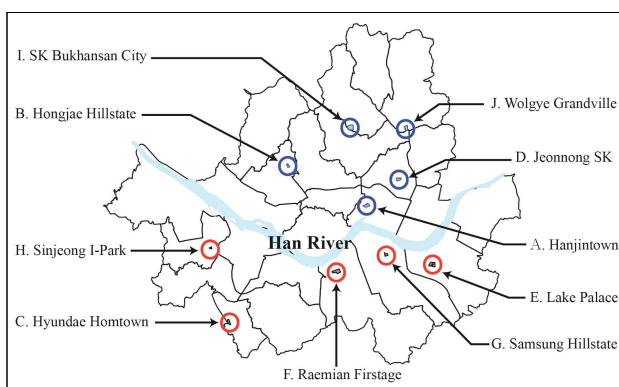 I. SK Bukhansan City
J. Wolgye Grandville
B. Hongjae Hillstate
D. Jeonnong SK
Han River
A. Hanjintown
H. Sinjeong I-Park
E. Lake Palace
C. Hyundae Homtown
G. Samsung Hillstate
F. Raemian Firstage